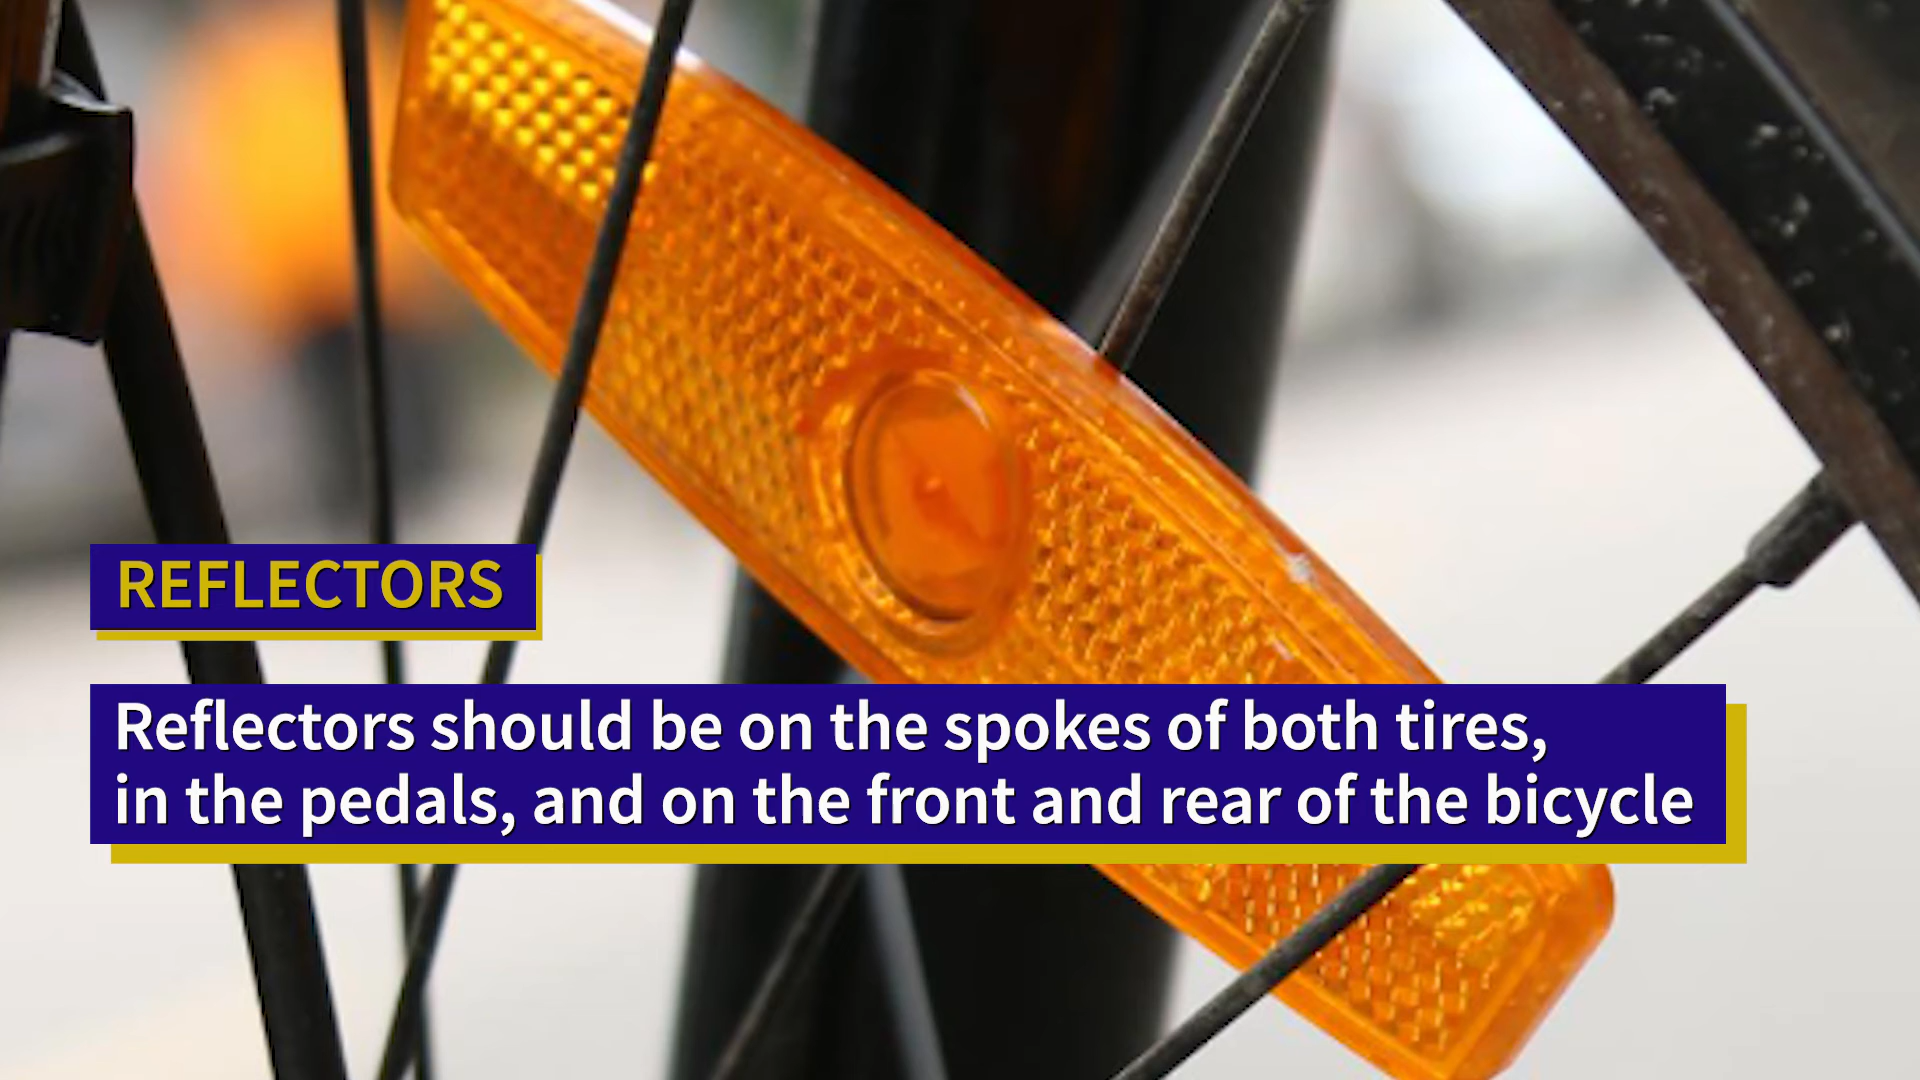 REFLECTORS
Reflectors should be on the spokes of both tires,
in the pedals, and on the front and rear of the bicycle